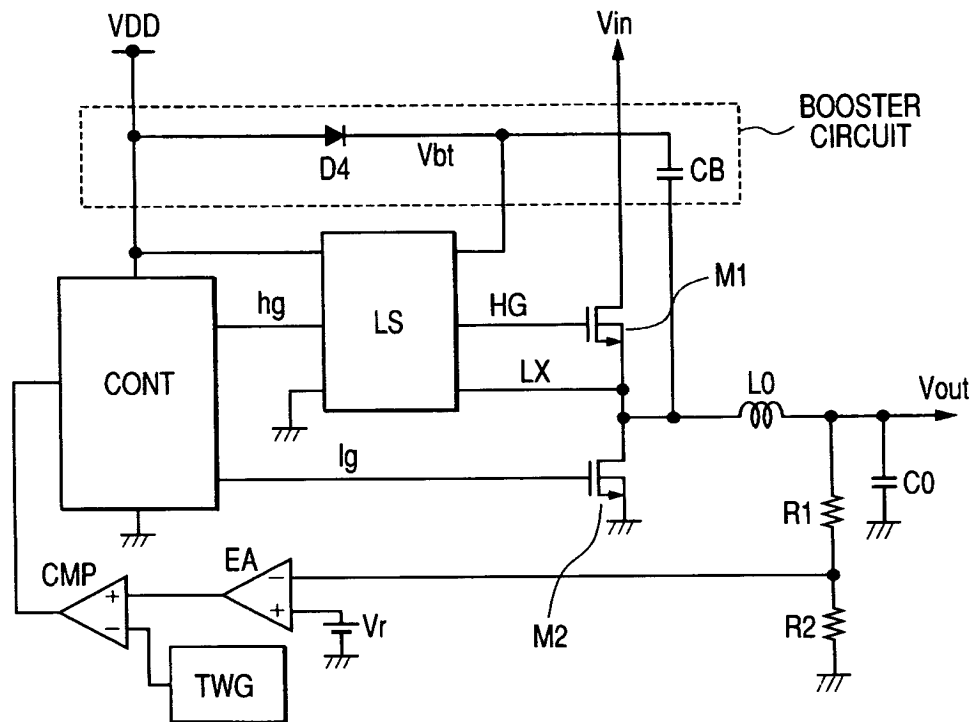 VDD
Vin
BOOSTER
CIRCUIT
D4
Vbt
CB
M1
hg
LS
HG
CONT
LX
L0
Vout
lg
C0
R1
EA
CMP
+
−
−
+
Vr
M2
R2
TWG